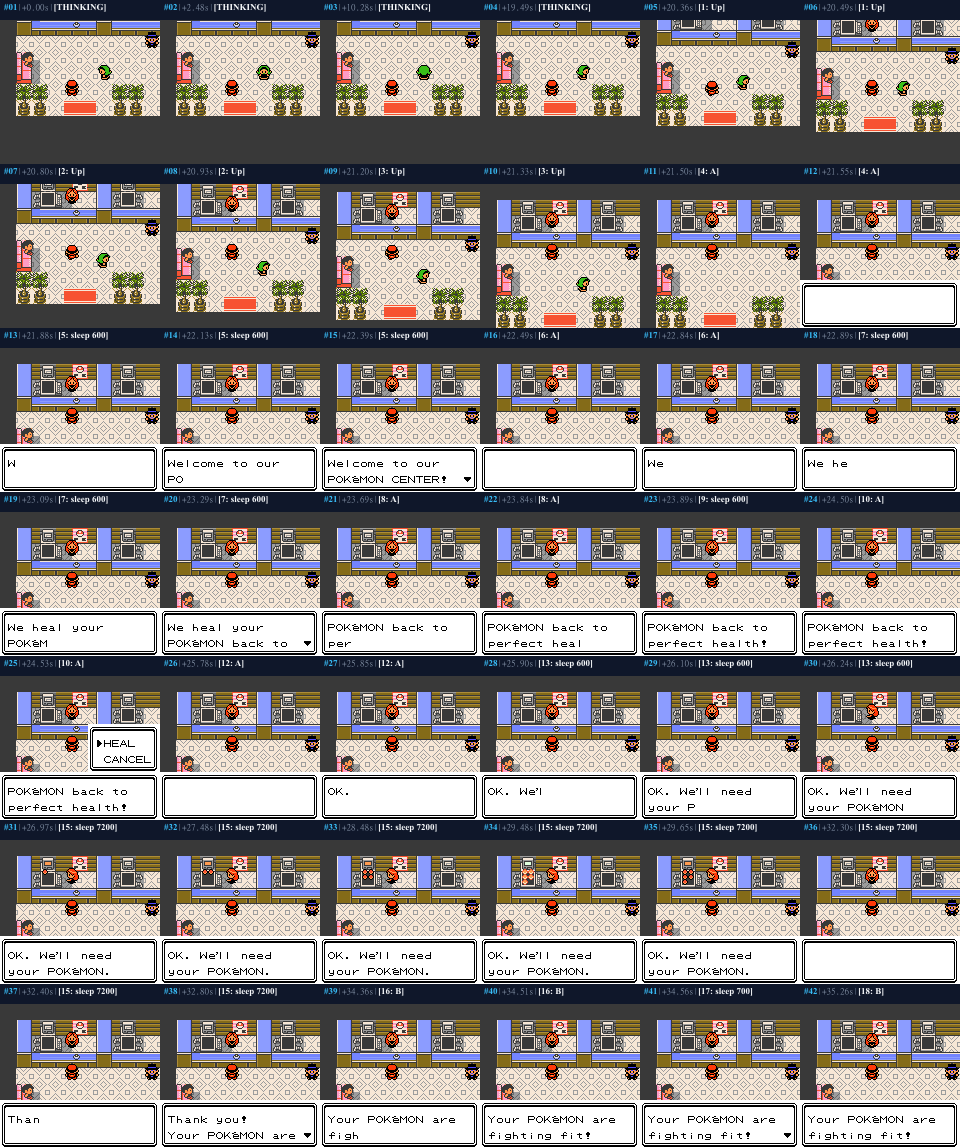 #01|+0.00s|[THINKING]
#02|+2.48s|[THINKING]
#03|+10.28s|[THINKING]
#04|+19.49s|[THINKING]
#05|+20.36s|[1: Up]
#06|+20.49s|[1: Up]
#07|+20.80s|[2: Up]
#08|+20.93s|[2: Up]
#09|+21.20s|[3: Up]
#10|+21.33s|[3: Up]
#11|+21.50s|[4: A]
#12|+21.55s|[4: A]
#13|+21.88s|[5: sleep 600]
#14|+22.13s|[5: sleep 600]
#15|+22.39s|[5: sleep 600]
#16|+22.49s|[6: A]
#17|+22.84s|[6: A]
#18|+22.89s|[7: sleep 600]
W
Welcome to our
PO
Welcome to our
POKéMON CENTER!
We
We he
#19|+23.09s|[7: sleep 600]
#20|+23.29s|[7: sleep 600]
#21|+23.69s|[8: A]
#22|+23.84s|[8: A]
#23|+23.89s|[9: sleep 600]
#24|+24.50s|[10: A]
We heal your
POKéM
We heal your
POKéMON back to
POKéMON back to
per
POKéMON back to
perfect heal
POKéMON back to
perfect health!
POKéMON back to
perfect health!
#25|+24.53s|[10: A]
#26|+25.78s|[12: A]
#27|+25.85s|[12: A]
#28|+25.90s|[13: sleep 600]
#29|+26.10s|[13: sleep 600]
#30|+26.24s|[13: sleep 600]
HEAL
CANCEL
POKéMON back to
perfect health!
OK.
OK. We'l
OK. We'll need
your P
OK. We'll need
your POKéMON
#31|+26.97s|[15: sleep 7200]
#32|+27.48s|[15: sleep 7200]
#33|+28.48s|[15: sleep 7200]
#34|+29.48s|[15: sleep 7200]
#35|+29.65s|[15: sleep 7200]
#36|+32.30s|[15: sleep 7200]
OK. We'll need
your POKéMON.
OK. We'll need
your POKéMON.
OK. We'll need
your POKéMON.
OK. We'll need
your POKéMON.
OK. We'll need
your POKéMON.
#37|+32.40s|[15: sleep 7200]
#38|+32.80s|[15: sleep 7200]
#39|+34.36s|[16: B]
#40|+34.51s|[16: B]
#41|+34.56s|[17: sleep 700]
#42|+35.26s|[18: B]
Than
Thank you!
Your POKéMON are
Your POKéMON are
figh
Your POKéMON are
fighting fit!
Your POKéMON are
fighting fit!
Your POKéMON are
fighting fit!